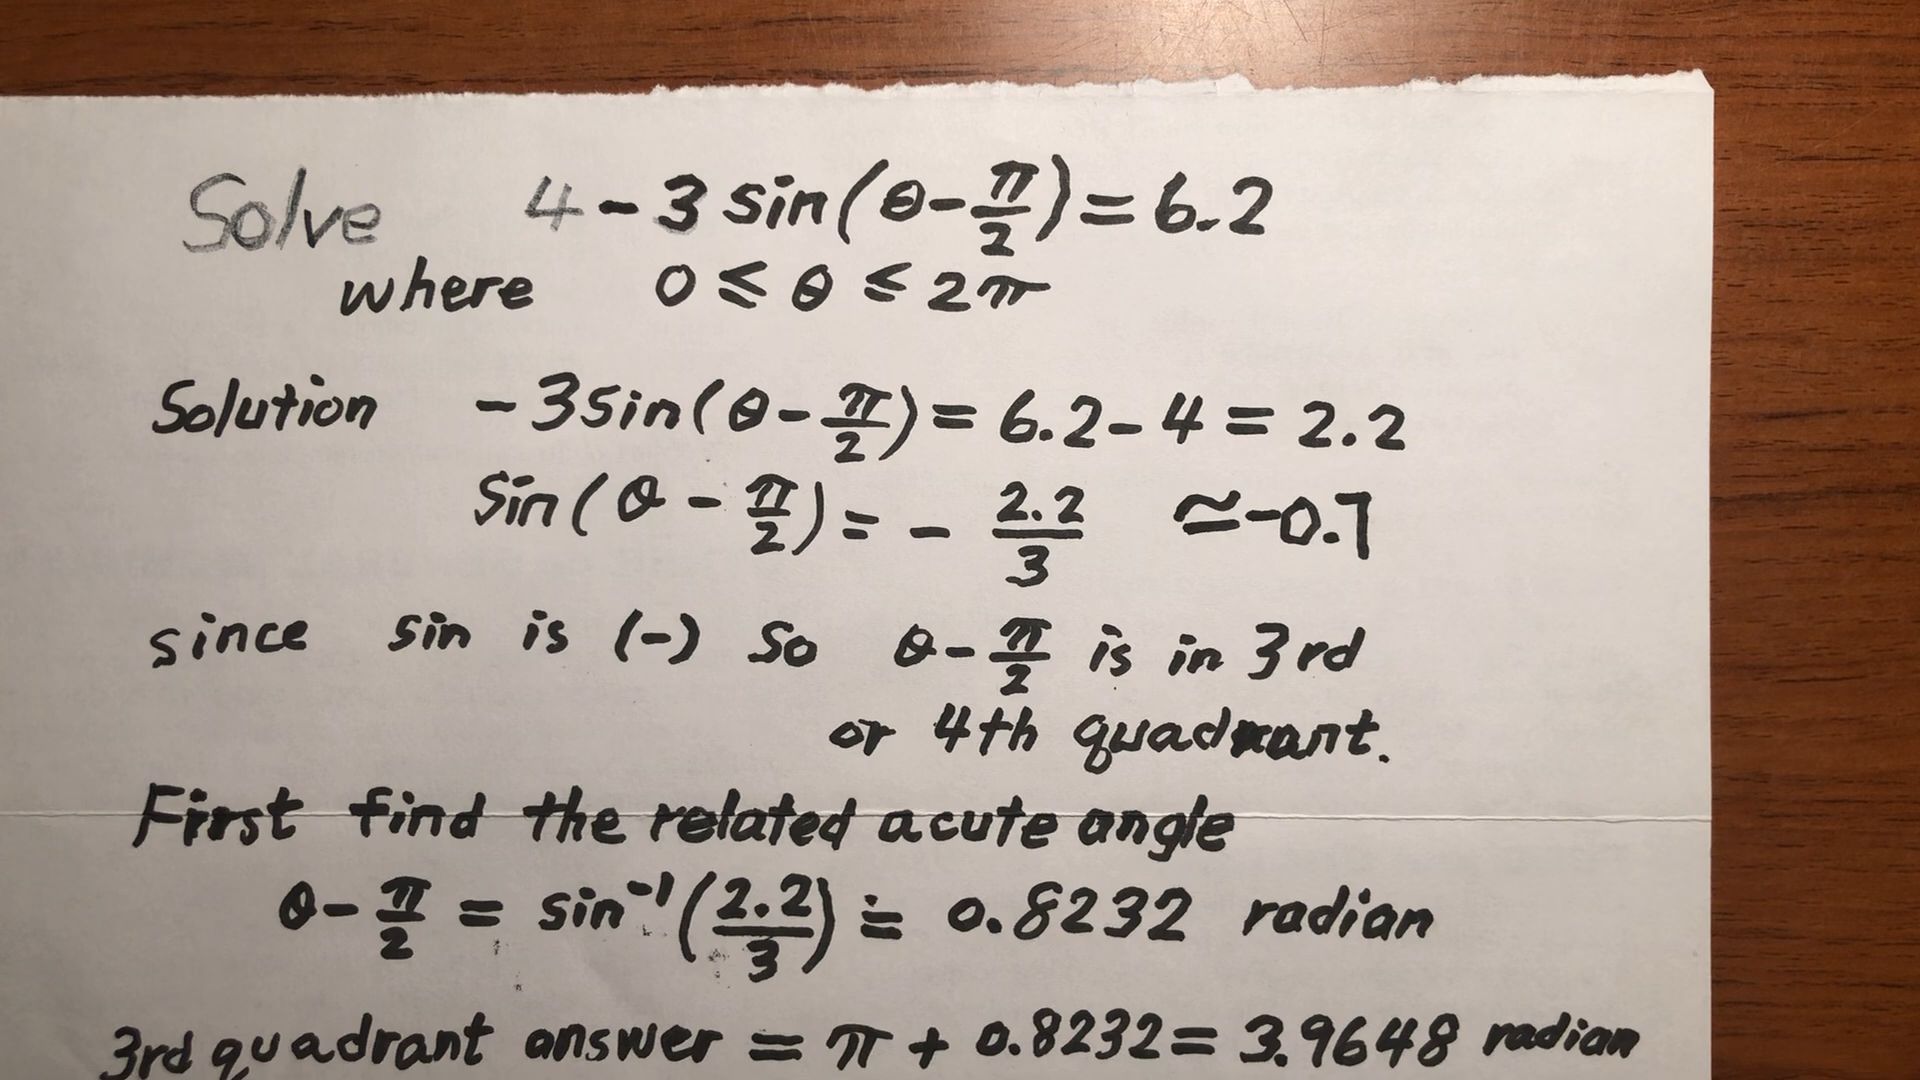 Solve 4 - 3 sin(θ - π/2) = 6.2
where 0 ≤ θ ≤ 2π
Solution -3sin(θ - π/2) = 6.2 - 4 = 2.2
sin(θ - π/2) = - 2.2/3 ≃ -0.7
since sin is (-) so θ - π/2 is in 3rd
or 4th quadrant.
First find the related acute angle
θ - π/2 = sin⁻¹(2.2/3) ≐ 0.8232 radian
3rd quadrant answer = π + 0.8232 = 3.9648 radian